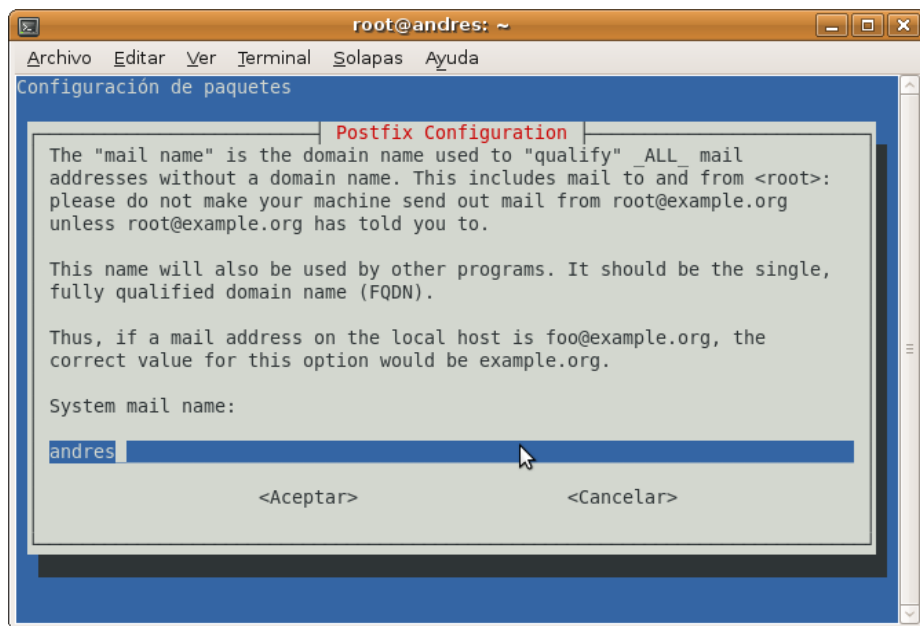 root@andres: ~
Archivo Editar Ver Terminal Solapas Ayuda
Configuración de paquetes
Postfix Configuration
The "mail name" is the domain name used to "qualify" _ALL_ mail
addresses without a domain name. This includes mail to and from <root>:
please do not make your machine send out mail from root@example.org
unless root@example.org has told you to.
This name will also be used by other programs. It should be the single,
fully qualified domain name (FQDN).
Thus, if a mail address on the local host is foo@example.org, the
correct value for this option would be example.org.
System mail name:
andres
<Aceptar> <Cancelar>